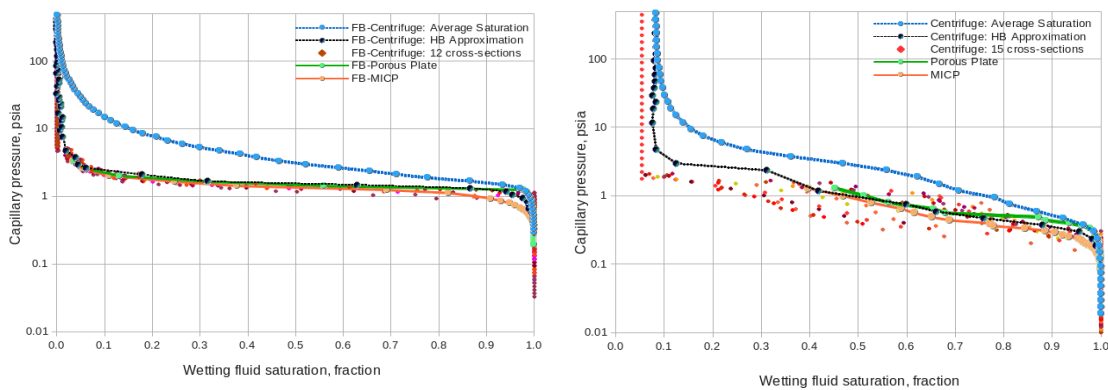 FB-Centrifuge: Average Saturation
FB-Centrifuge: HB Approximation
FB-Centrifuge: 12 cross-sections
FB-Porous Plate
FB-MICP
100
10
1
0.1
0.01
Capillary pressure, psia
0.0 0.1 0.2 0.3 0.4 0.5 0.6 0.7 0.8 0.9 1.0
Wetting fluid saturation, fraction
Centrifuge: Average Saturation
Centrifuge: HB Approximation
Centrifuge: 15 cross-sections
Porous Plate
MICP
100
10
1
0.1
0.01
Capillary pressure, psia
0.0 0.1 0.2 0.3 0.4 0.5 0.6 0.7 0.8 0.9 1.0
Wetting fluid saturation, fraction